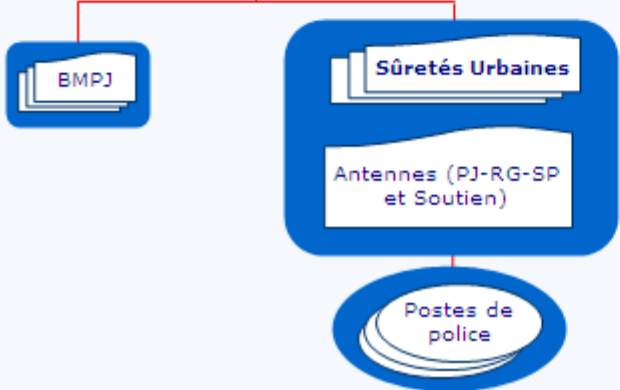 BMPJ
Sûretés Urbaines
Antennes (PJ-RG-SP
et Soutien)
Postes de
police